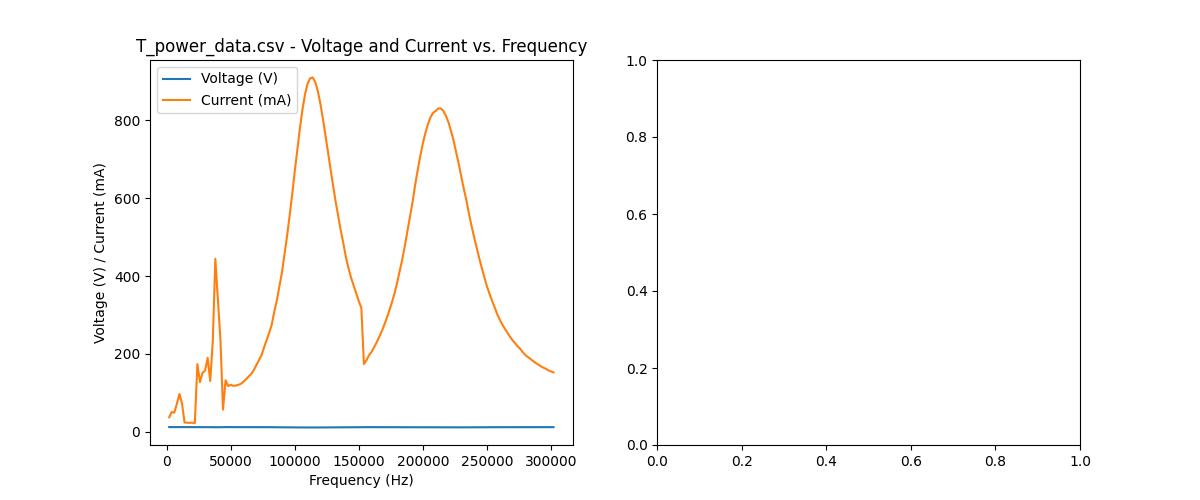 T_power_data.csv - Voltage and Current vs. Frequency
Voltage (V)
Current (mA)
Voltage (V) / Current (mA)
800
600
400
200
0
0 50000 100000 150000 200000 250000 300000
Frequency (Hz)
1.0
0.8
0.6
0.4
0.2
0.0
0.0 0.2 0.4 0.6 0.8 1.0